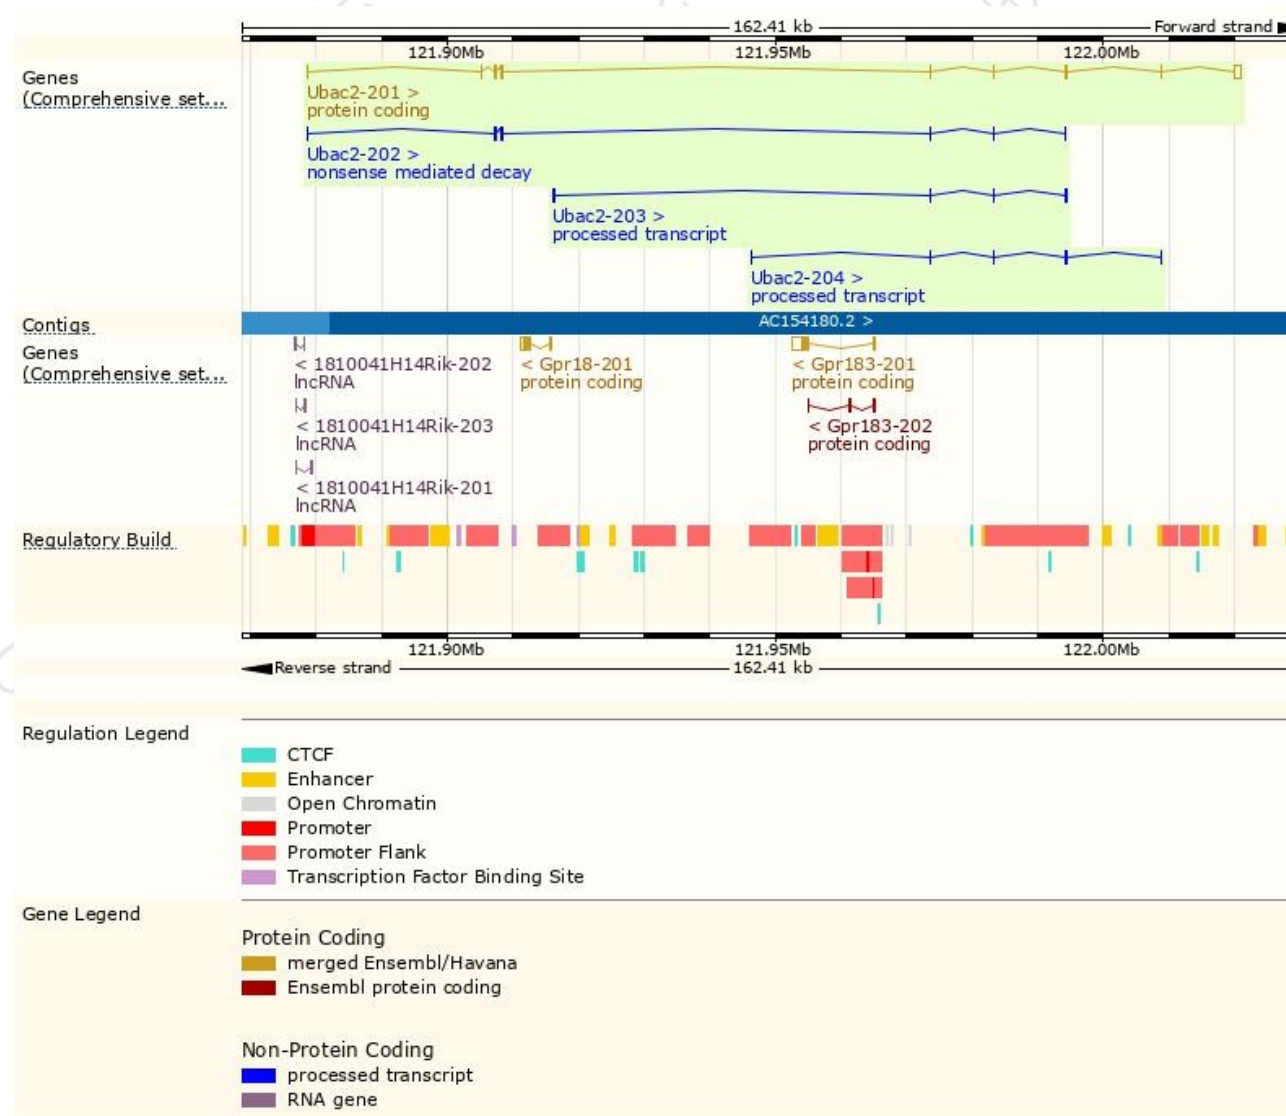 162.41 kb
Forward strand
121.90Mb
121.95Mb
122.00Mb
Genes
(Comprehensive set...
Ubac2-201 >
protein coding
Ubac2-202 >
nonsense mediated decay
Ubac2-203 >
processed transcript
Ubac2-204 >
processed transcript
Contigs
AC154180.2 >
Genes
(Comprehensive set...
< 1810041H14Rik-202
lncRNA
< Gpr18-201
protein coding
< Gpr183-201
protein coding
< 1810041H14Rik-203
lncRNA
< Gpr183-202
protein coding
< 1810041H14Rik-201
lncRNA
Regulatory Build
121.90Mb
121.95Mb
122.00Mb
Reverse strand
162.41 kb
Regulation Legend
CTCF
Enhancer
Open Chromatin
Promoter
Promoter Flank
Transcription Factor Binding Site
Gene Legend
Protein Coding
merged Ensembl/Havana
Ensembl protein coding
Non-Protein Coding
processed transcript
RNA gene